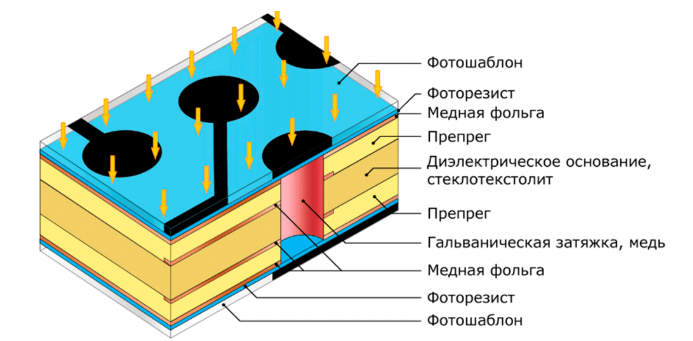 Фотошаблон
Фоторезист
Медная фольга
Препрег
Диэлектрическое основание,
стеклотекстолит
Препрег
Гальваническая затяжка, медь
Медная фольга
Фоторезист
Фотошаблон